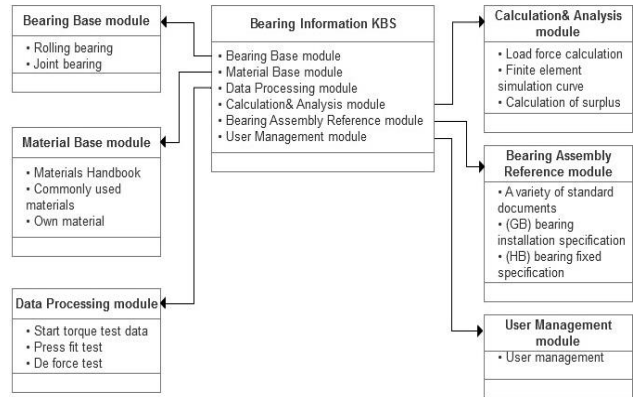 Bearing Base module
• Rolling bearing
• Joint bearing
Material Base module
• Materials Handbook
• Commonly used
materials
• Own material
Data Processing module
• Start torque test data
• Press fit test
• De force test
Bearing Information KBS
• Bearing Base module
• Material Base module
• Data Processing module
• Calculation& Analysis module
• Bearing Assembly Reference module
• User Management module
Calculation& Analysis
module
• Load force calculation
• Finite element
simulation curve
• Calculation of surplus
Bearing Assembly
Reference module
• A variety of standard
documents
• (GB) bearing
installation specification
• (HB) bearing fixed
specification
User Management
module
• User management